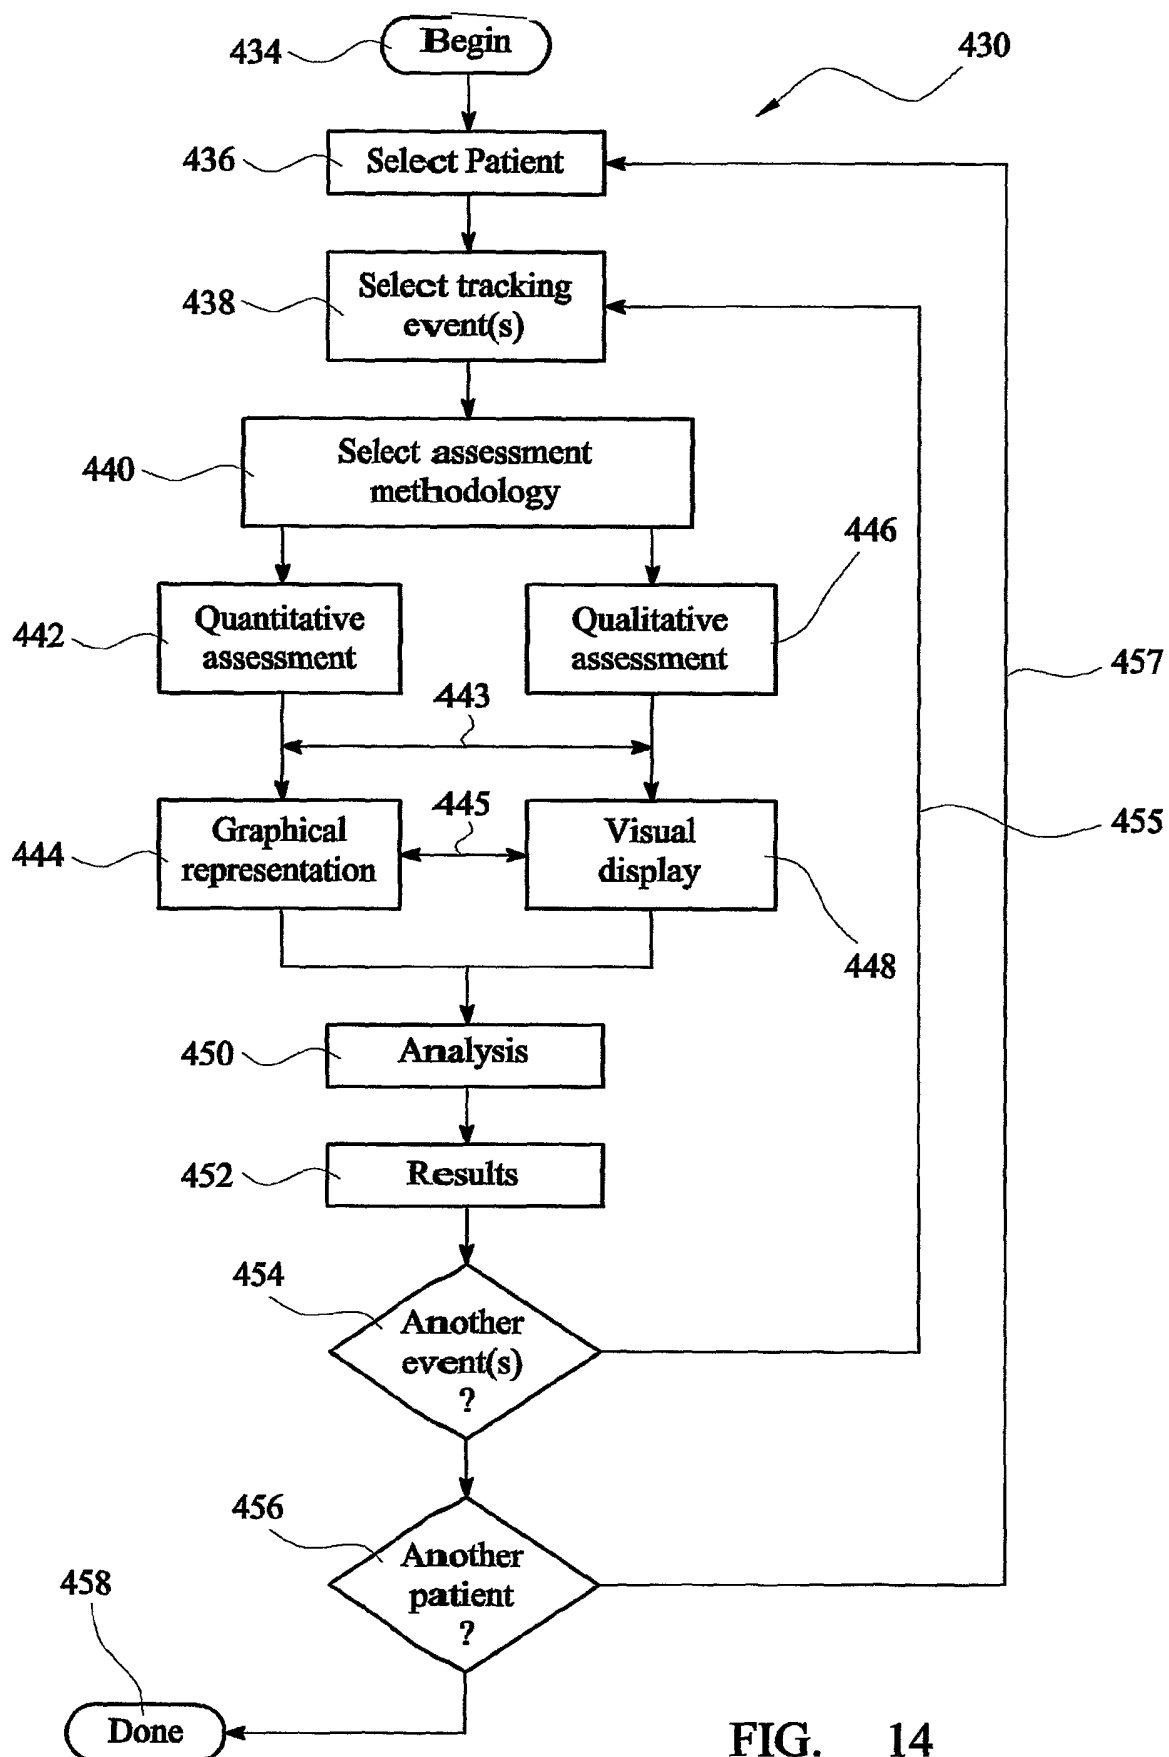 Begin
434
430
436
Select Patient
438
Select tracking
event(s)
440
Select assessment
methodology
446
442
Quantitative
assessment
Qualitative
assessment
457
443
444
Graphical
representation
445
Visual
display
455
448
450
Analysis
452
Results
454
Another
event(s)
?
456
Another
patient
?
458
Done
FIG. 14